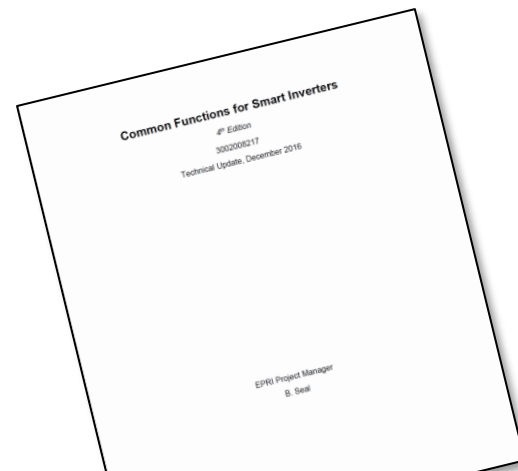 Common Functions for Smart Inverters
4th Edition
3002008217
Technical Update, December 2016
EPRI Project Manager
B. Seal